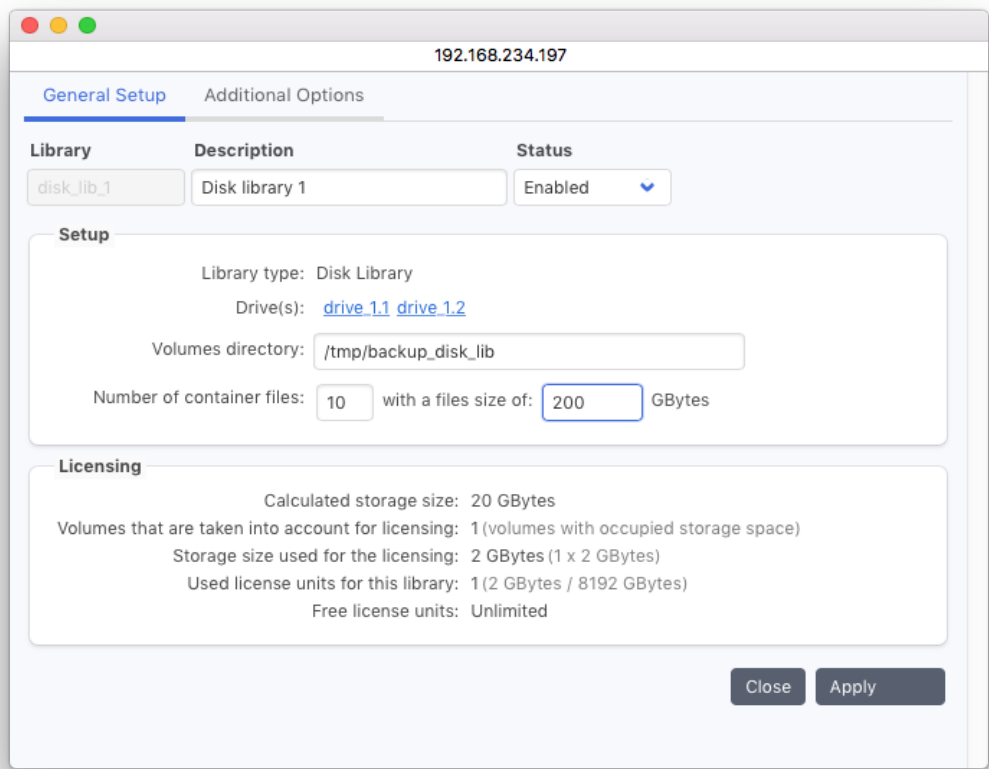 192.168.234.197
General Setup Additional Options
Library Description Status
disk_lib_1 Disk library 1 Enabled
Setup
Library type: Disk Library
Drive(s): drive_1.1 drive_1.2
Volumes directory: /tmp/backup_disk_lib
Number of container files: 10 with a files size of: 200 GBytes
Licensing
Calculated storage size: 20 GBytes
Volumes that are taken into account for licensing: 1 (volumes with occupied storage space)
Storage size used for the licensing: 2 GBytes (1 x 2 GBytes)
Used license units for this library: 1 (2 GBytes / 8192 GBytes)
Free license units: Unlimited
Close Apply